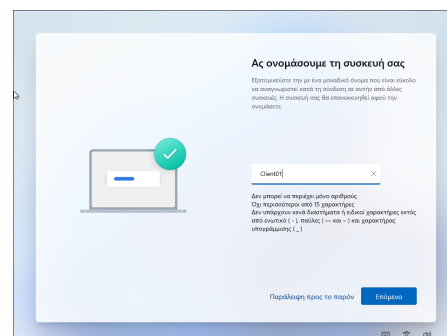 Ας ονομάσουμε τη συσκευή σας
Εξατομικεύστε την με ένα μοναδικό όνομα που είναι εύκολο
να αναγνωριστεί κατά τη σύνδεση σε αυτήν από άλλες
συσκευές. Η συσκευή σας θα επανεκκινηθεί αφού την
ονομάσετε.
Client01
Δεν μπορεί να περιέχει μόνο αριθμούς
Όχι περισσότεροι από 15 χαρακτήρες
Δεν υπάρχουν κενά διαστήματα ή ειδικοί χαρακτήρες εκτός
από ενωτικό ( - ), παύλες ( — και – ) και χαρακτήρας
υπογράμμισης ( _ )
Παράλειψη προς το παρόν Επόμενο